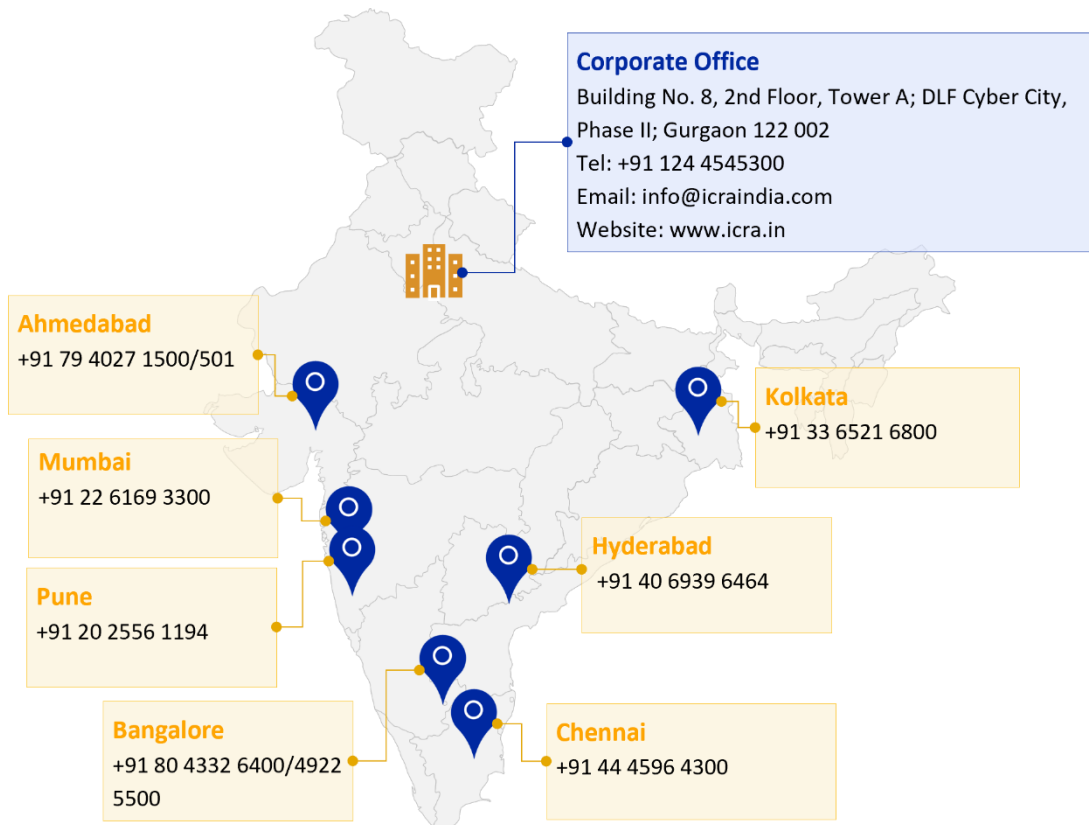 Corporate Office
Building No. 8, 2nd Floor, Tower A; DLF Cyber City,
Phase II; Gurgaon 122 002
Tel: +91 124 4545300
Email: info@icraindia.com
Website: www.icra.in
Ahmedabad
+91 79 4027 1500/501
Kolkata
+91 33 6521 6800
Mumbai
+91 22 6169 3300
Hyderabad
+91 40 6939 6464
Pune
+91 20 2556 1194
Bangalore
+91 80 4332 6400/4922
5500
Chennai
+91 44 4596 4300